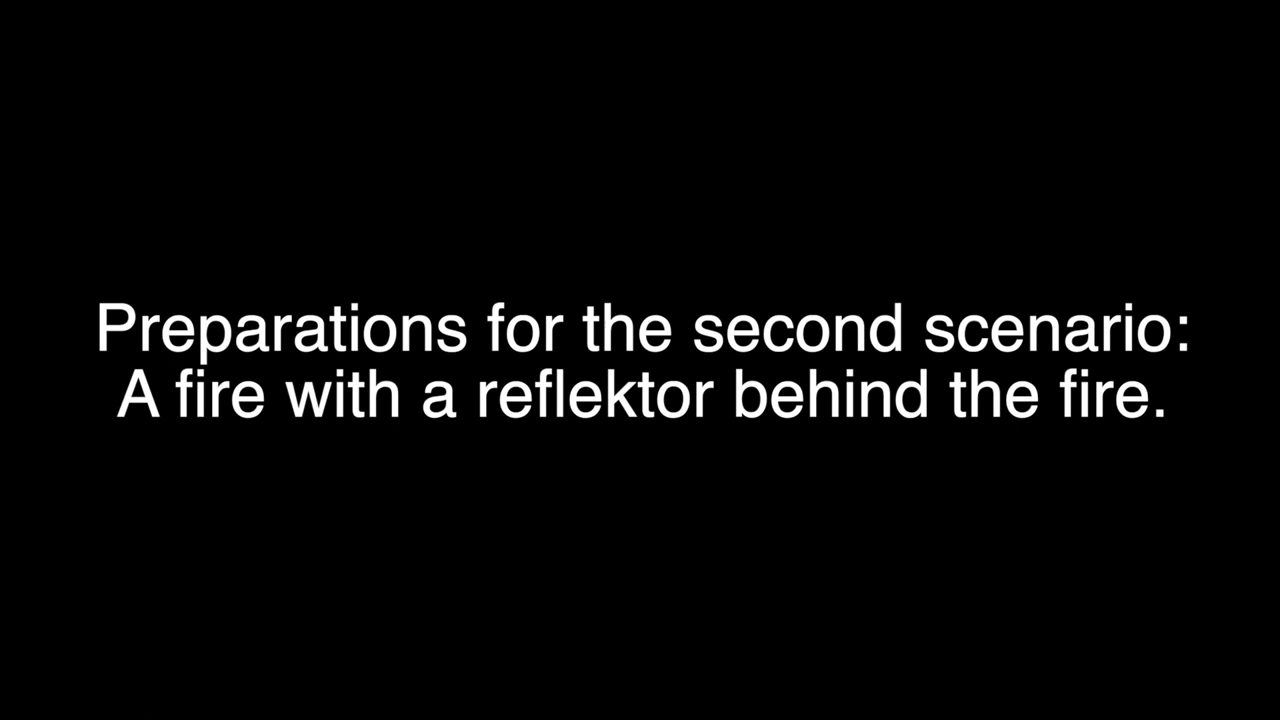 Preparations for the second scenario:
A fire with a reflektor behind the fire.